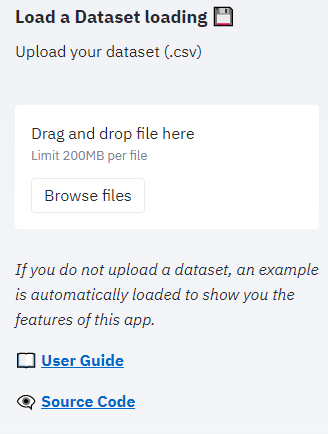 Load a Dataset loading 💾
Upload your dataset (.csv)
Drag and drop file here
Limit 200MB per file
Browse files
If you do not upload a dataset, an example
is automatically loaded to show you the
features of this app.
📖 User Guide
👁️‍🗨️ Source Code